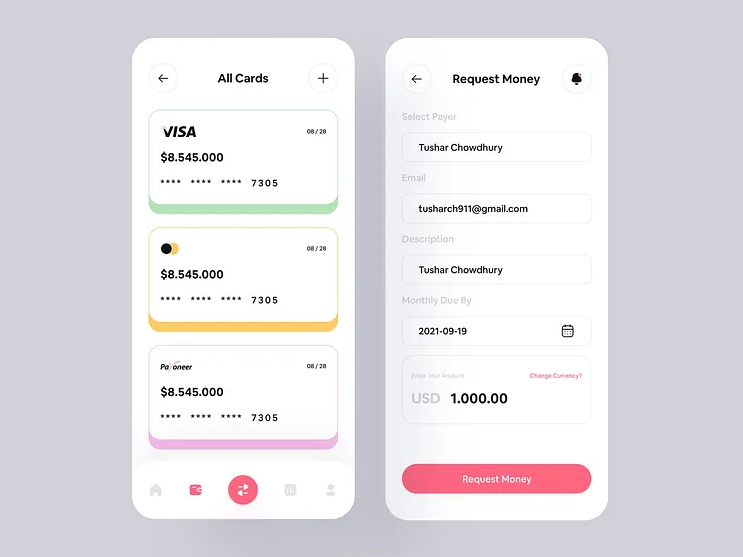 All Cards
VISA
08 / 28
$8.545.000
**** **** **** 7305
08 / 28
$8.545.000
**** **** **** 7305
Payoneer
08 / 28
$8.545.000
**** **** **** 7305
Request Money
Select Payer
Tushar Chowdhury
Email
tusharch911@gmail.com
Description
Tushar Chowdhury
Monthly Due By
2021-09-19
Enter Your Amount
Change Currency?
USD 1.000.00
Request Money